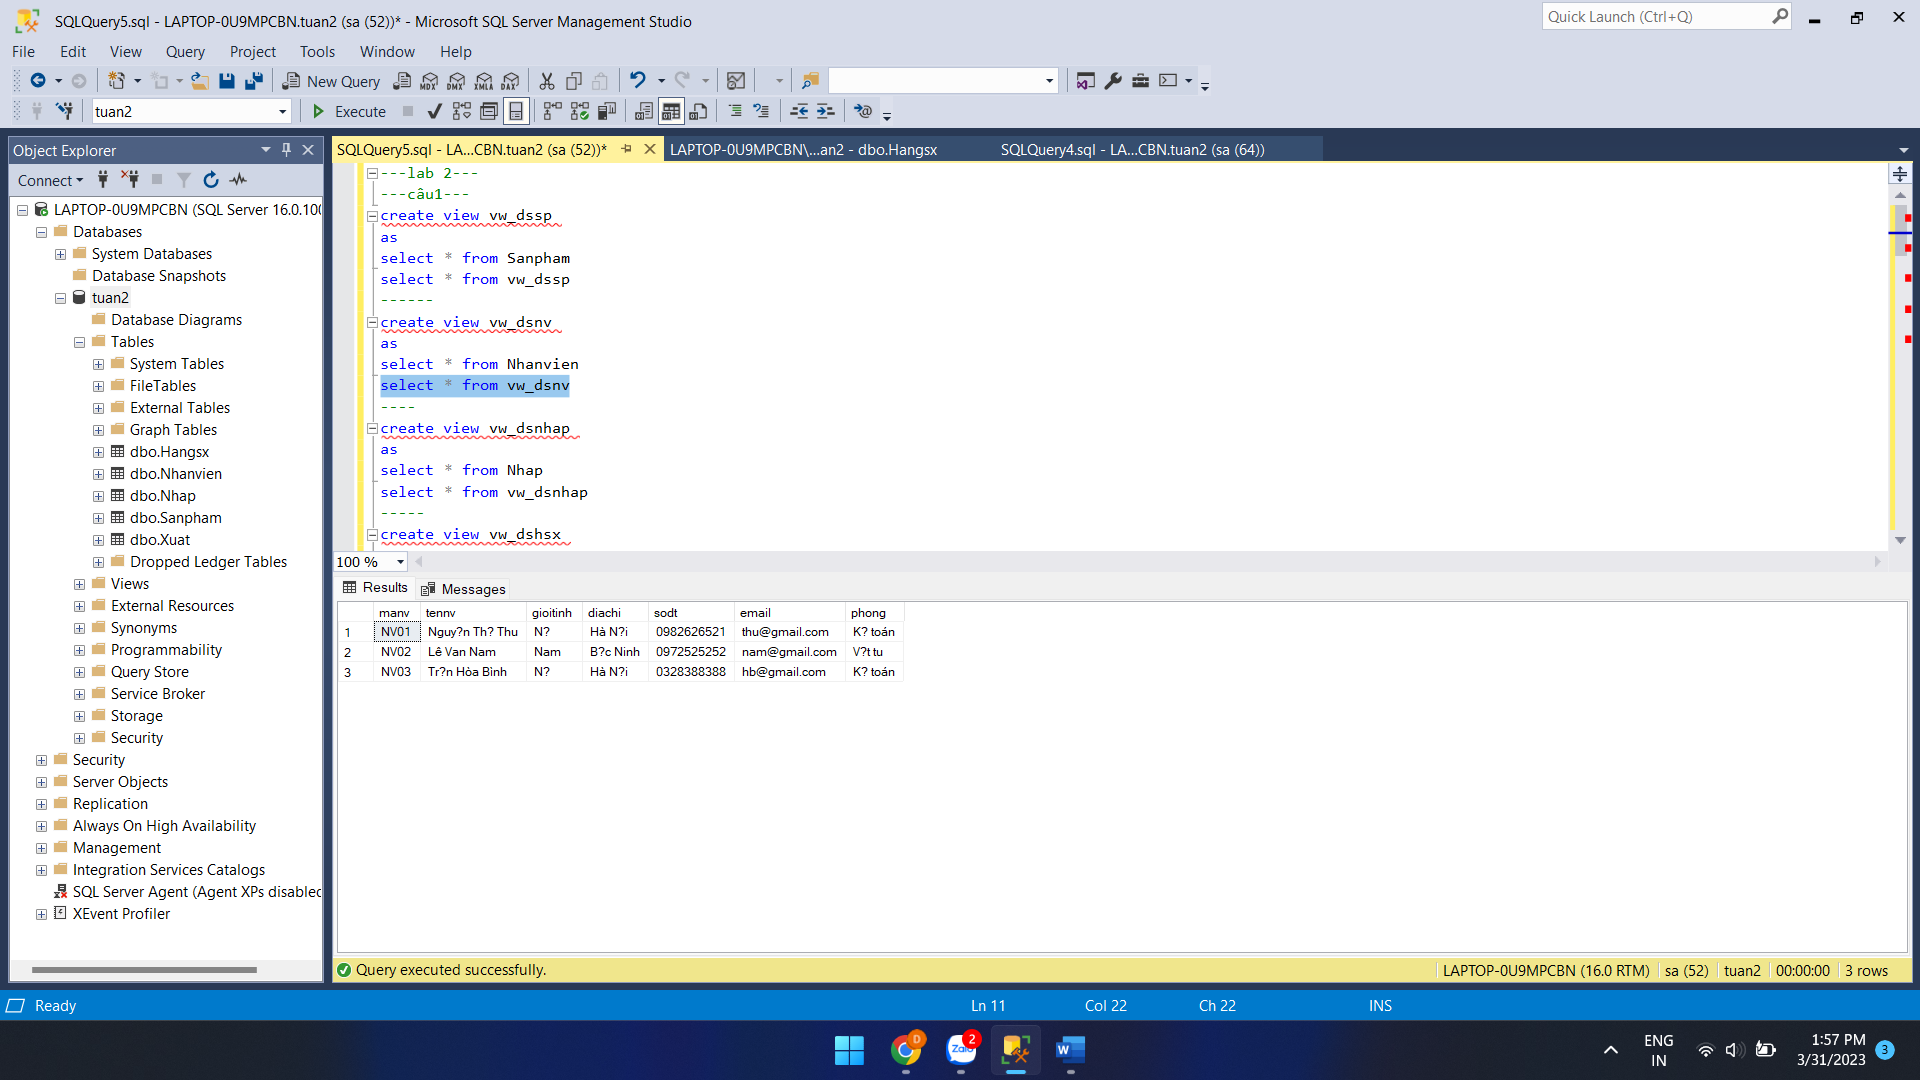 SQLQuery5.sql - LAPTOP-0U9MPCBN.tuan2 (sa (52))* - Microsoft SQL Server Management Studio
Quick Launch (Ctrl+Q)
File Edit View Query Project Tools Window Help
New Query MDX DMX XMLA DAX
tuan2 Execute
Object Explorer
SQLQuery5.sql - LA...CBN.tuan2 (sa (52))* LAPTOP-0U9MPCBN\...an2 - dbo.Hangsx SQLQuery4.sql - LA...CBN.tuan2 (sa (64))
Connect
LAPTOP-0U9MPCBN (SQL Server 16.0.100
Databases
System Databases
Database Snapshots
tuan2
Database Diagrams
Tables
System Tables
FileTables
External Tables
Graph Tables
dbo.Hangsx
dbo.Nhanvien
dbo.Nhap
dbo.Sanpham
dbo.Xuat
Dropped Ledger Tables
Views
External Resources
Synonyms
Programmability
Query Store
Service Broker
Storage
Security
Security
Server Objects
Replication
Always On High Availability
Management
Integration Services Catalogs
SQL Server Agent (Agent XPs disabled
XEvent Profiler
---lab 2---
---câu1---
create view vw_dssp
as
select * from Sanpham
select * from vw_dssp
------
create view vw_dsnv
as
select * from Nhanvien
select * from vw_dsnv
----
create view vw_dsnhap
as
select * from Nhap
select * from vw_dsnhap
-----
create view vw_dshsx
100 %
Results Messages
manv tennv gioitinh diachi sodt email phong
1 NV01 Nguy?n Th? Thu N? Hà N?i 0982626521 thu@gmail.com K? toán
2 NV02 Lê Van Nam Nam B?c Ninh 0972525252 nam@gmail.com V?t tu
3 NV03 Tr?n Hòa Bình N? Hà N?i 0328388388 hb@gmail.com K? toán
Query executed successfully. LAPTOP-0U9MPCBN (16.0 RTM) sa (52) tuan2 00:00:00 3 rows
Ready Ln 11 Col 22 Ch 22 INS
D Zalo 2 W
ENG
IN
1:57 PM
3/31/2023
3